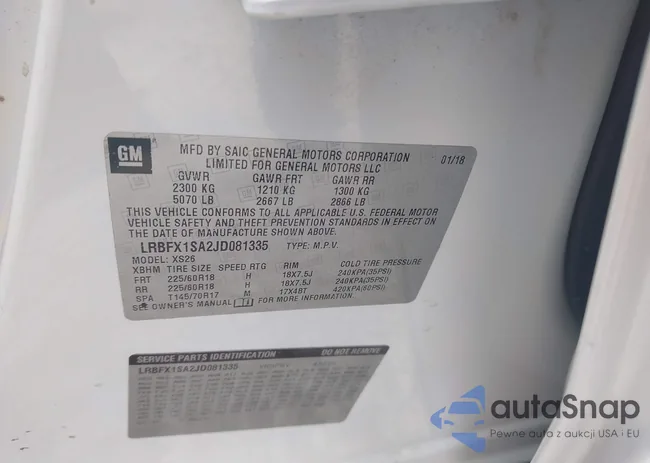 GM
MFD BY SAIC GENERAL MOTORS CORPORATION 01/18
LIMITED FOR GENERAL MOTORS LLC
GVWR GAWR FRT GAWR RR
2300 KG 1210 KG 1300 KG
5070 LB 2667 LB 2866 LB
THIS VEHICLE CONFORMS TO ALL APPLICABLE U.S. FEDERAL MOTOR
VEHICLE SAFETY AND THEFT PREVENTION STANDARDS IN EFFECT ON
THE DATE OF MANUFACTURE SHOWN ABOVE.
LRBFX1SA2JD081335 TYPE: M.P.V.
MODEL: XS26
XBHM TIRE SIZE SPEED RTG RIM COLD TIRE PRESSURE
FRT 225/60R18 H 18X7.5J 240KPA(35PSI)
RR 225/60R18 H 18X7.5J 240KPA(35PSI)
SPA T145/70R17 M 17X4BT 420KPA(60PSI)
SEE OWNER'S MANUAL FOR MORE INFORMATION.
SERVICE PARTS IDENTIFICATION DO NOT REMOVE
LRBFX1SA2JD081335
autoSnap
Pewne auta z aukcji USA i EU